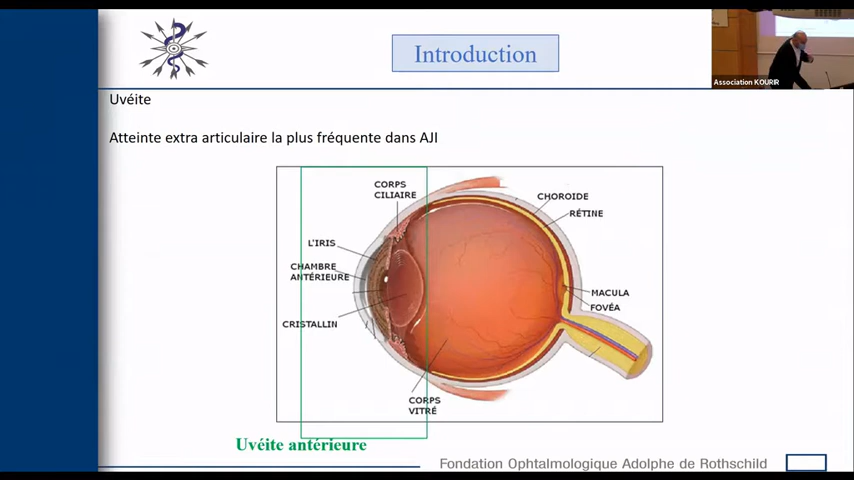 Introduction
Association KOURIR
Uvéite
Atteinte extra articulaire la plus fréquente dans AJI
CORPS
CILIAIRE
CHOROIDE
RÉTINE
L'IRIS
CHAMBRE
ANTÉRIEURE
MACULA
FOVÉA
CRISTALLIN
CORPS
VITRÉ
Uvéite antérieure
Fondation Ophtalmologique Adolphe de Rothschild